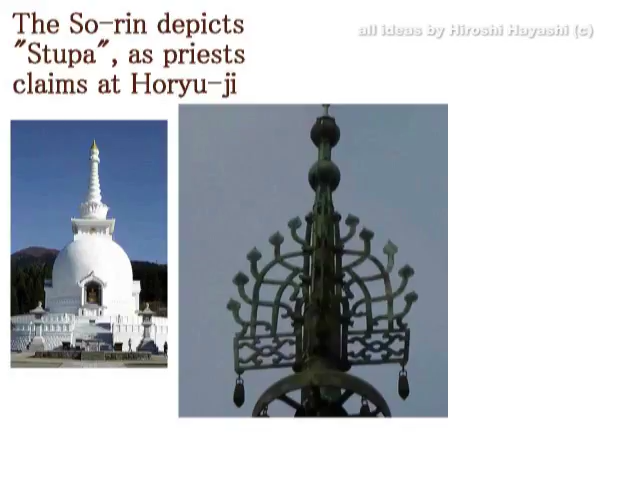 The So-rin depicts
"Stupa", as priests
claims at Horyu-ji
all ideas by Hiroshi Hayashi (c)